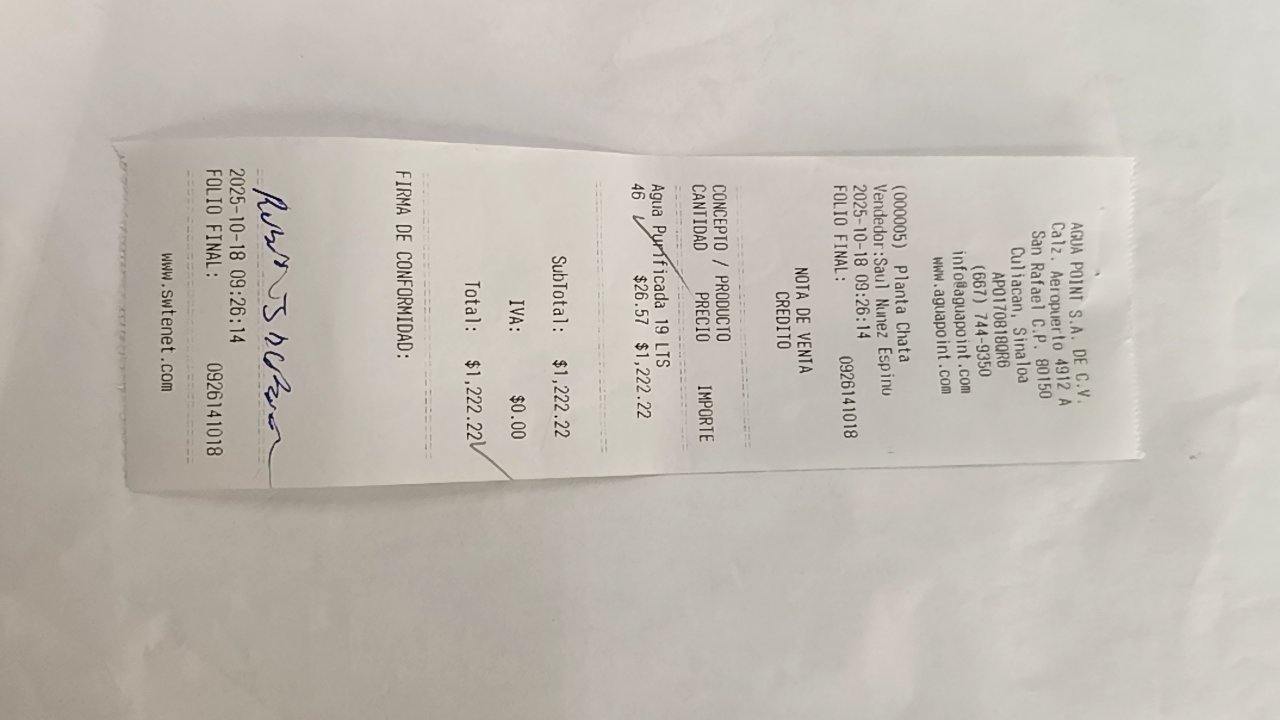 AGUA POINT S.A. DE C.V.
Calz. Aeropuerto 4912 A
San Rafael C.P. 80150
Culiacan, Sinaloa
APO170818QR6
(667) 744-9350
info@aguapoint.com
www.aguapoint.com
(000005) Planta Chata
Vendedor:Saul Nunez Espinu
2025-10-18 09:26:14
FOLIO FINAL: 0926141018
NOTA DE VENTA
CREDITO
CONCEPTO / PRODUCTO
CANTIDAD PRECIO IMPORTE
Agua Purificada 19 LTS
46 $26.57 $1,222.22
SubTotal: $1,222.22
IVA: $0.00
Total: $1,222.22
FIRMA DE CONFORMIDAD:
2025-10-18 09:26:14
FOLIO FINAL: 0926141018
www.swtenet.com